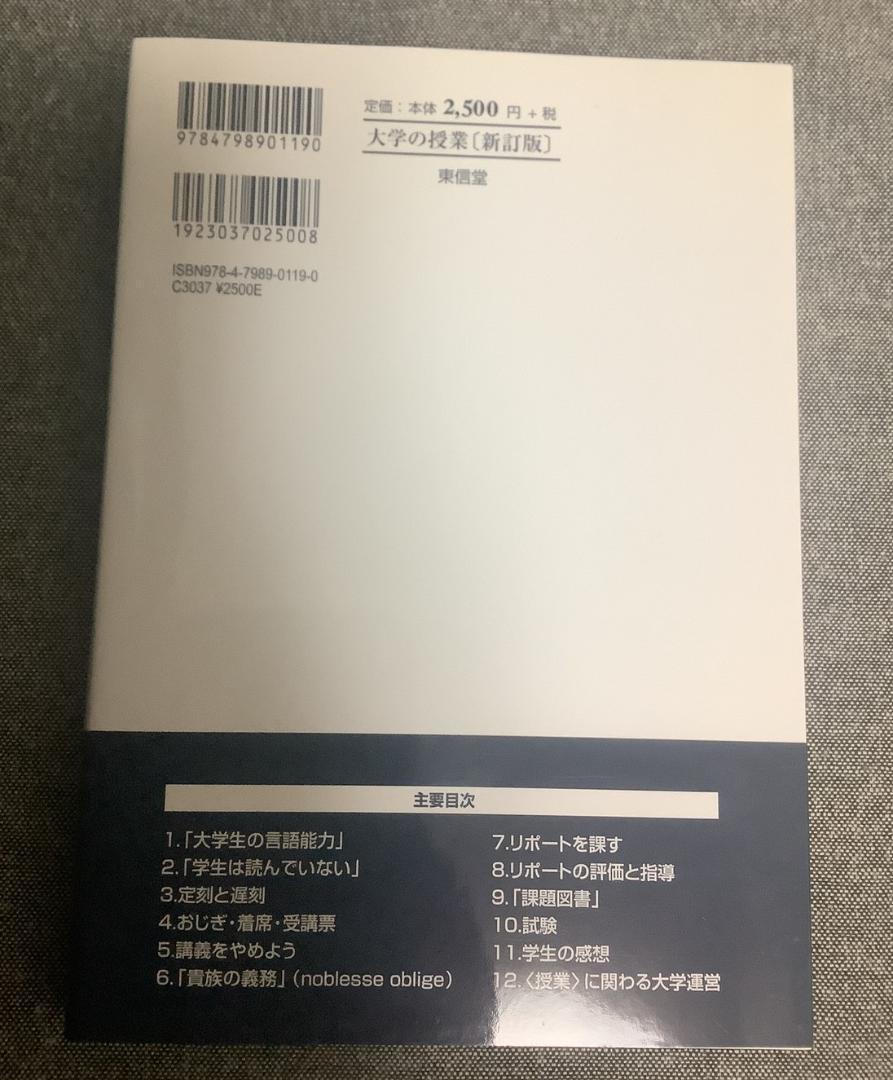 9784798901190
1923037025008
ISBN978-4-7989-0119-0
C3037 ¥2500E
定価：本体 2,500 円 + 税
大学の授業〔新訂版〕
東信堂
主要目次
1.「大学生の言語能力」
2.「学生は読んでいない」
3.定刻と遅刻
4.おじぎ・着席・受講票
5.講義をやめよう
6.「貴族の義務」(noblesse oblige)
7.リポートを課す
8.リポートの評価と指導
9.「課題図書」
10.試験
11.学生の感想
12.〈授業〉に関わる大学運営